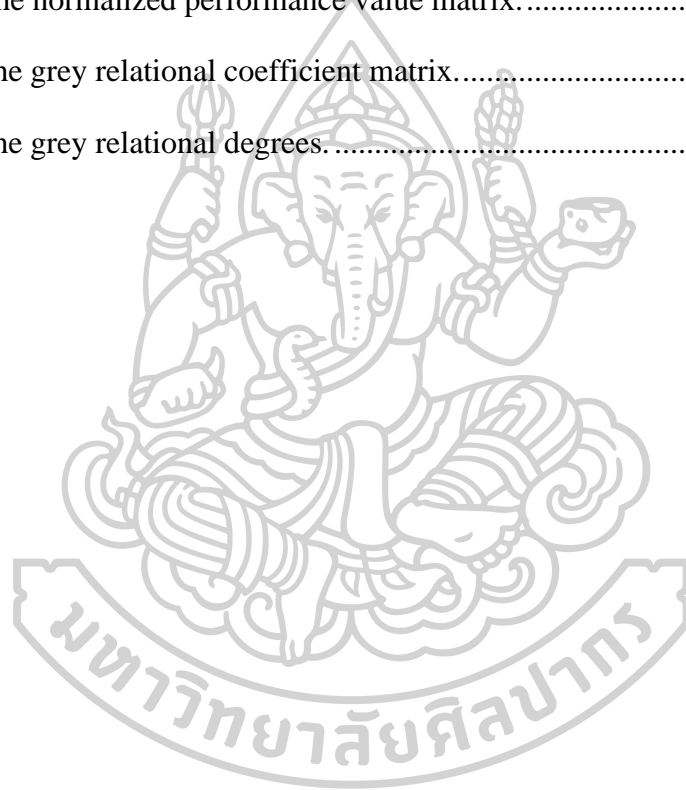 he normalized performance value matrix. ....................
he grey relational coefficient matrix. ............................
he grey relational degrees. ............................................
มหาวิทยาลัยศิลปากร